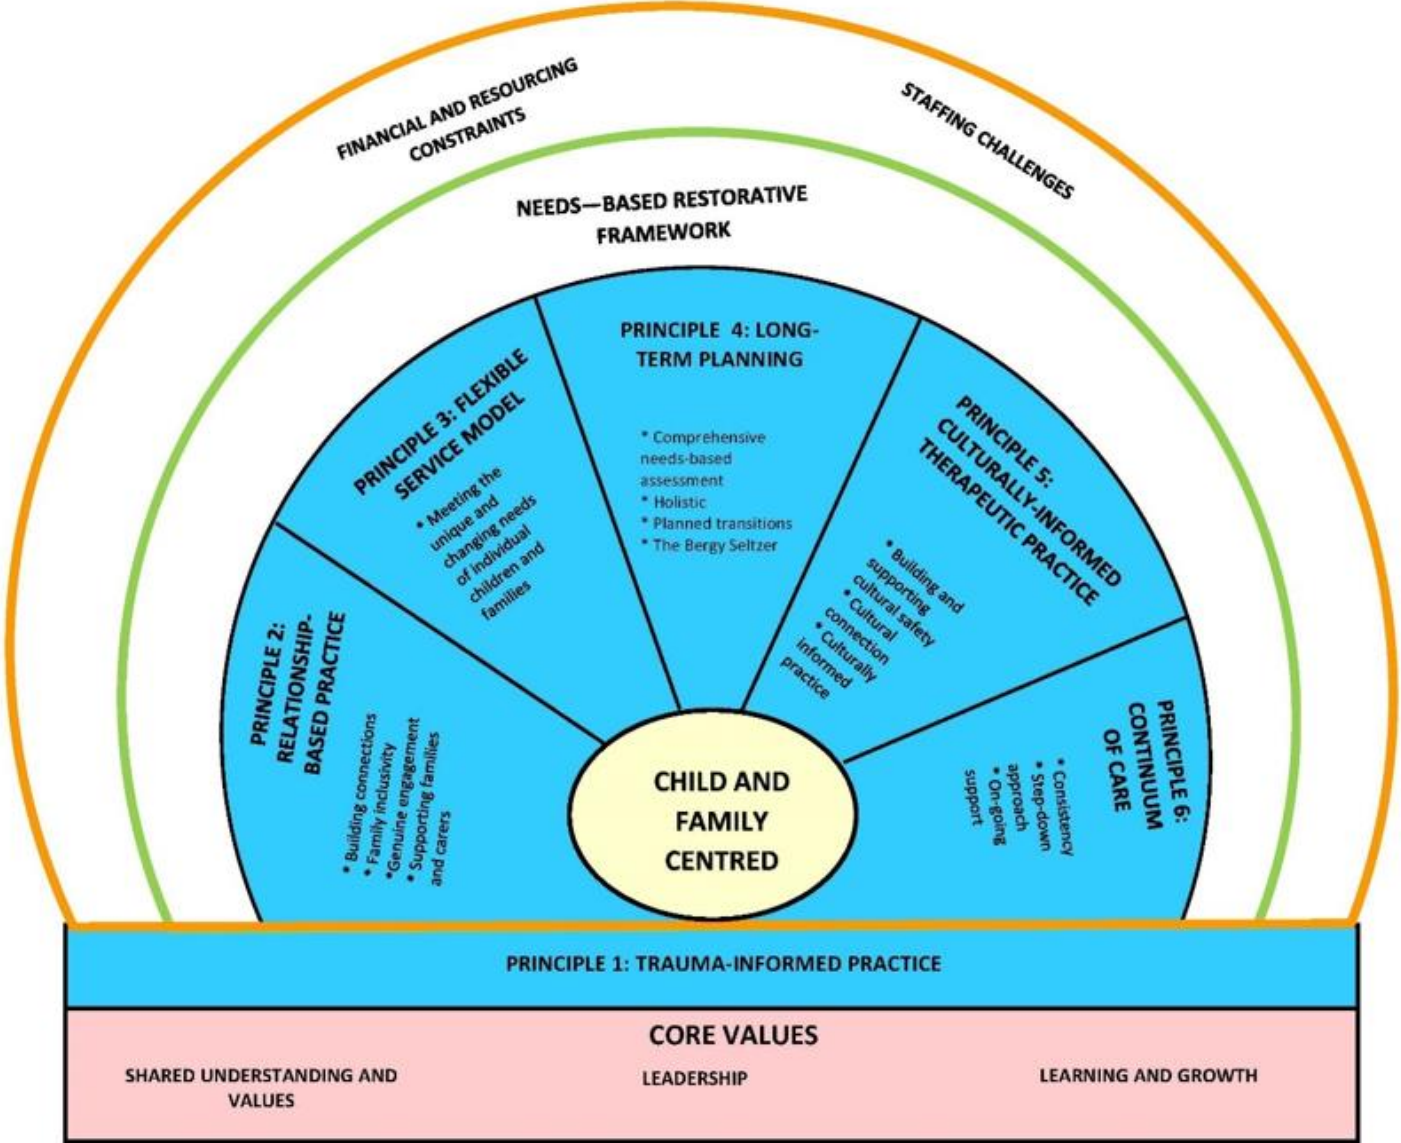 FINANCIAL AND RESOURCING
CONSTRAINTS
STAFFING CHALLENGES
NEEDS—BASED RESTORATIVE
FRAMEWORK
PRINCIPLE 2:
RELATIONSHIP-
BASED PRACTICE
• Building connections
• Family inclusivity
•Genuine engagement
• Supporting families
and carers
PRINCIPLE 3: FLEXIBLE
SERVICE MODEL
* Meeting the
unique and
changing needs
of individual
children and
families
PRINCIPLE 4: LONG-
TERM PLANNING
* Comprehensive
needs-based
assessment
* Holistic
* Planned transitions
* The Bergy Seltzer
PRINCIPLE 5:
CULTURALLY-INFORMED
THERAPEUTIC PRACTICE
• Building and
supporting
cultural safety
• Cultural
connection
• Culturally
informed
practice
PRINCIPLE 6:
CONTINUUM
OF CARE
• Consistency
• Step-down
approach
• On-going
support
CHILD AND
FAMILY
CENTRED
PRINCIPLE 1: TRAUMA-INFORMED PRACTICE
CORE VALUES
SHARED UNDERSTANDING AND
VALUES
LEADERSHIP
LEARNING AND GROWTH